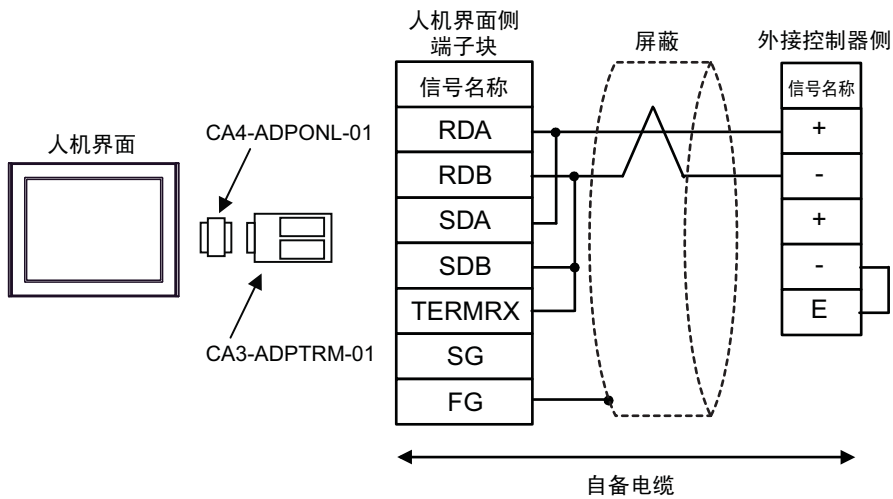 人机界面
CA4-ADPONL-01
CA3-ADPTRM-01
人机界面侧
端子块
信号名称
RDA
RDB
SDA
SDB
TERMRX
SG
FG
屏蔽
外接控制器侧
信号名称
+
-
+
-
E
自备电缆